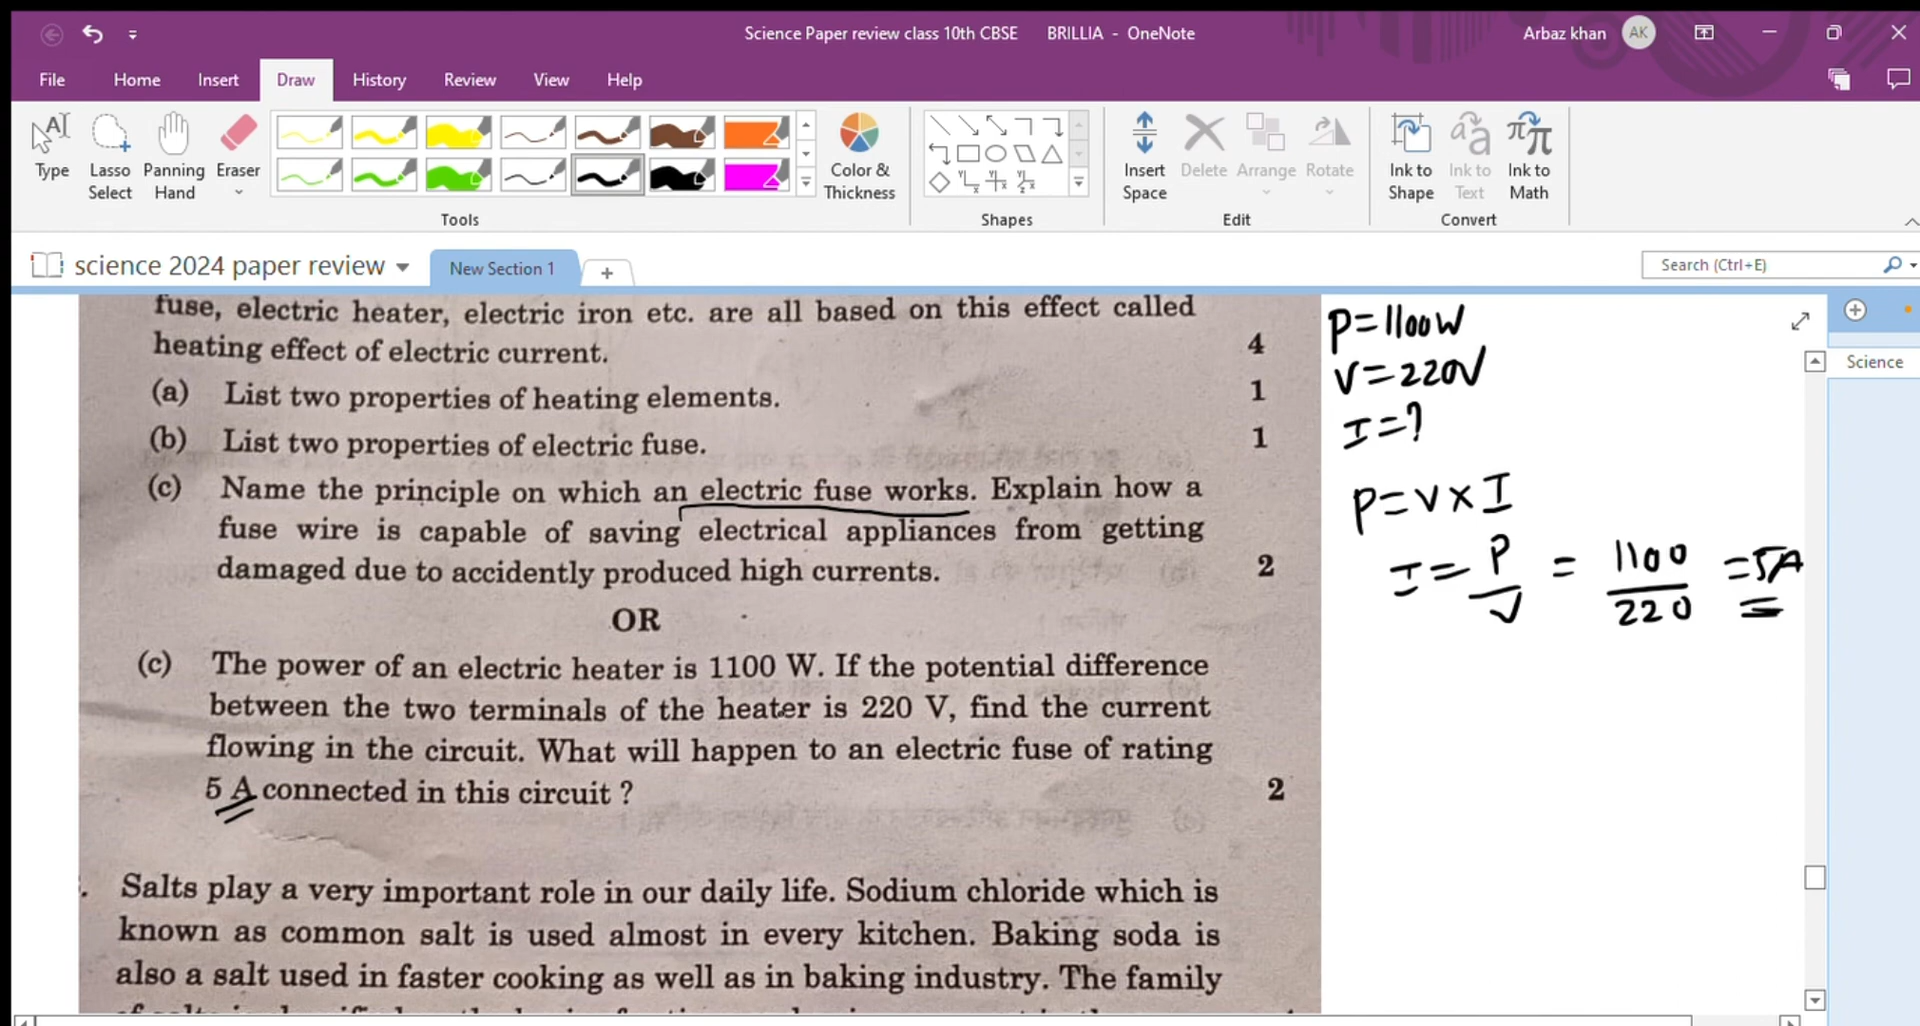 Science Paper review class 10th CBSE BRILLIA - OneNote
Arbaz khan AK
File Home Insert Draw History Review View Help
Type
Lasso Select
Panning Hand
Eraser
Color & Thickness
Insert Space
Delete
Arrange
Rotate
Ink to Shape
Ink to Text
Ink to Math
Tools
Shapes
Edit
Convert
science 2024 paper review
New Section 1
Search (Ctrl+E)
Science
fuse, electric heater, electric iron etc. are all based on this effect called
heating effect of electric current. 4
(a) List two properties of heating elements. 1
(b) List two properties of electric fuse. 1
(c) Name the principle on which an electric fuse works. Explain how a
fuse wire is capable of saving electrical appliances from getting
damaged due to accidently produced high currents. 2
OR
(c) The power of an electric heater is 1100 W. If the potential difference
between the two terminals of the heater is 220 V, find the current
flowing in the circuit. What will happen to an electric fuse of rating
5 A connected in this circuit ? 2
. Salts play a very important role in our daily life. Sodium chloride which is
known as common salt is used almost in every kitchen. Baking soda is
also a salt used in faster cooking as well as in baking industry. The family
P=1100W
V=220V
I=?
P=V×I
I=P/V = 1100/220 =5A